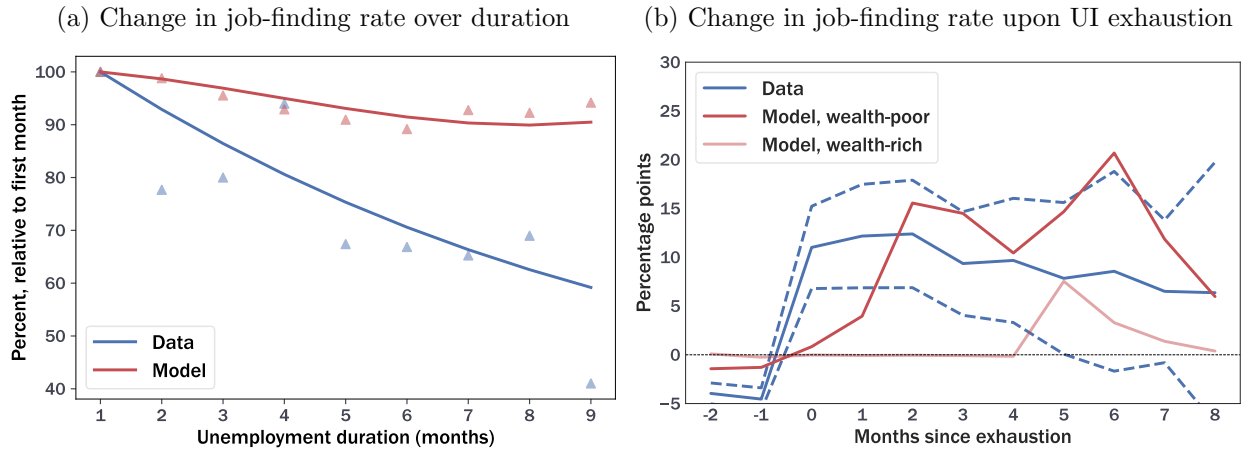 (a) Change in job-finding rate over duration
Percent, relative to first month
100
90
80
70
60
50
40
Data
Model
1 2 3 4 5 6 7 8 9
Unemployment duration (months)
(b) Change in job-finding rate upon UI exhaustion
Percentage points
30
25
20
15
10
5
0
−5
Data
Model, wealth-poor
Model, wealth-rich
-2 -1 0 1 2 3 4 5 6 7 8
Months since exhaustion